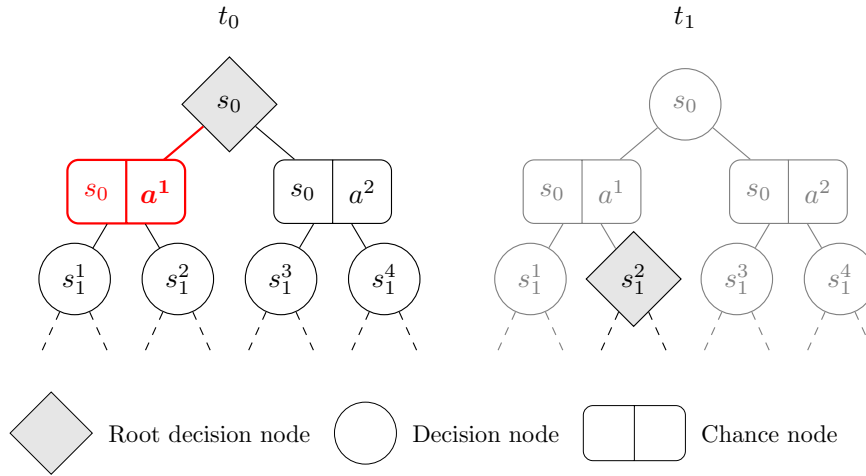 t₀ t₁
s₀ s₀
s₀ a¹ s₀ a² s₀ a¹ s₀ a²
s₁¹ s₁² s₁³ s₁⁴ s₁¹ s₁² s₁³ s₁⁴
Root decision node Decision node Chance node